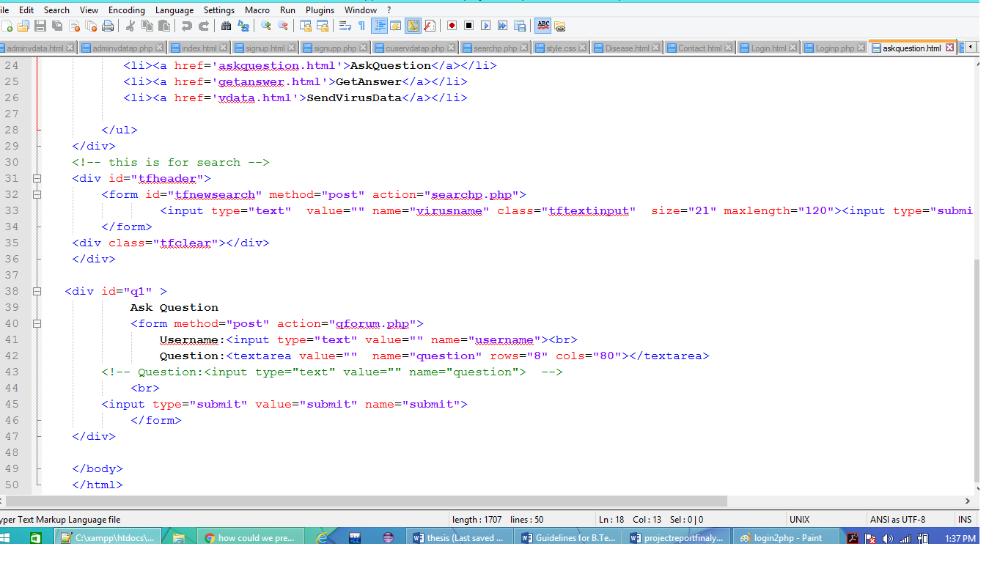 ile Edit Search View Encoding Language Settings Macro Run Plugins Window ?
adminvdata.html adminvdatap.php index.html signup.html signupp.php cuservdatap.php searchp.php style.css Disease.html Contact.html Login.html Loginp.php askquestion.html
24 <li><a href='askquestion.html'>AskQuestion</a></li>
25 <li><a href='getanswer.html'>GetAnswer</a></li>
26 <li><a href='vdata.html'>SendVirusData</a></li>
27
28 </ul>
29 </div>
30 <!-- this is for search -->
31 <div id="tfheader">
32 <form id="tfnewsearch" method="post" action="searchp.php">
33 <input type="text"  value="" name="virusname" class="tftextinput"  size="21" maxlength="120"><input type="submi
34 </form>
35 <div class="tfclear"></div>
36 </div>
37
38 <div id="q1" >
39 Ask Question
40 <form method="post" action="qforum.php">
41 Username:<input type="text" value="" name="username"><br>
42 Question:<textarea value=""  name="question" rows="8" cols="80"></textarea>
43 <!-- Question:<input type="text" value="" name="question">  -->
44 <br>
45 <input type="submit" value="submit" name="submit">
46 </form>
47 </div>
48
49 </body>
50 </html>
yper Text Markup Language file length : 1707 lines : 50 Ln : 18 Col : 13 Sel : 0 | 0 UNIX ANSI as UTF-8 INS
C:\xampp\htdocs\... how could we pre... thesis (Last saved ... Guidelines for B.Te... projectreportfinaly... login2php - Paint 1:37 PM